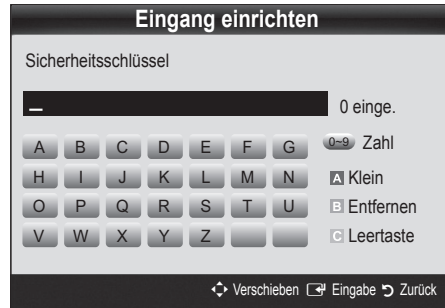 Eingang einrichten
Sicherheitsschlüssel
_ 0 einge.
A B C D E F G 0~9 Zahl
H I J K L M N A Klein
O P Q R S T U B Entfernen
V W X Y Z C Leertaste
Verschieben Eingabe Zurück